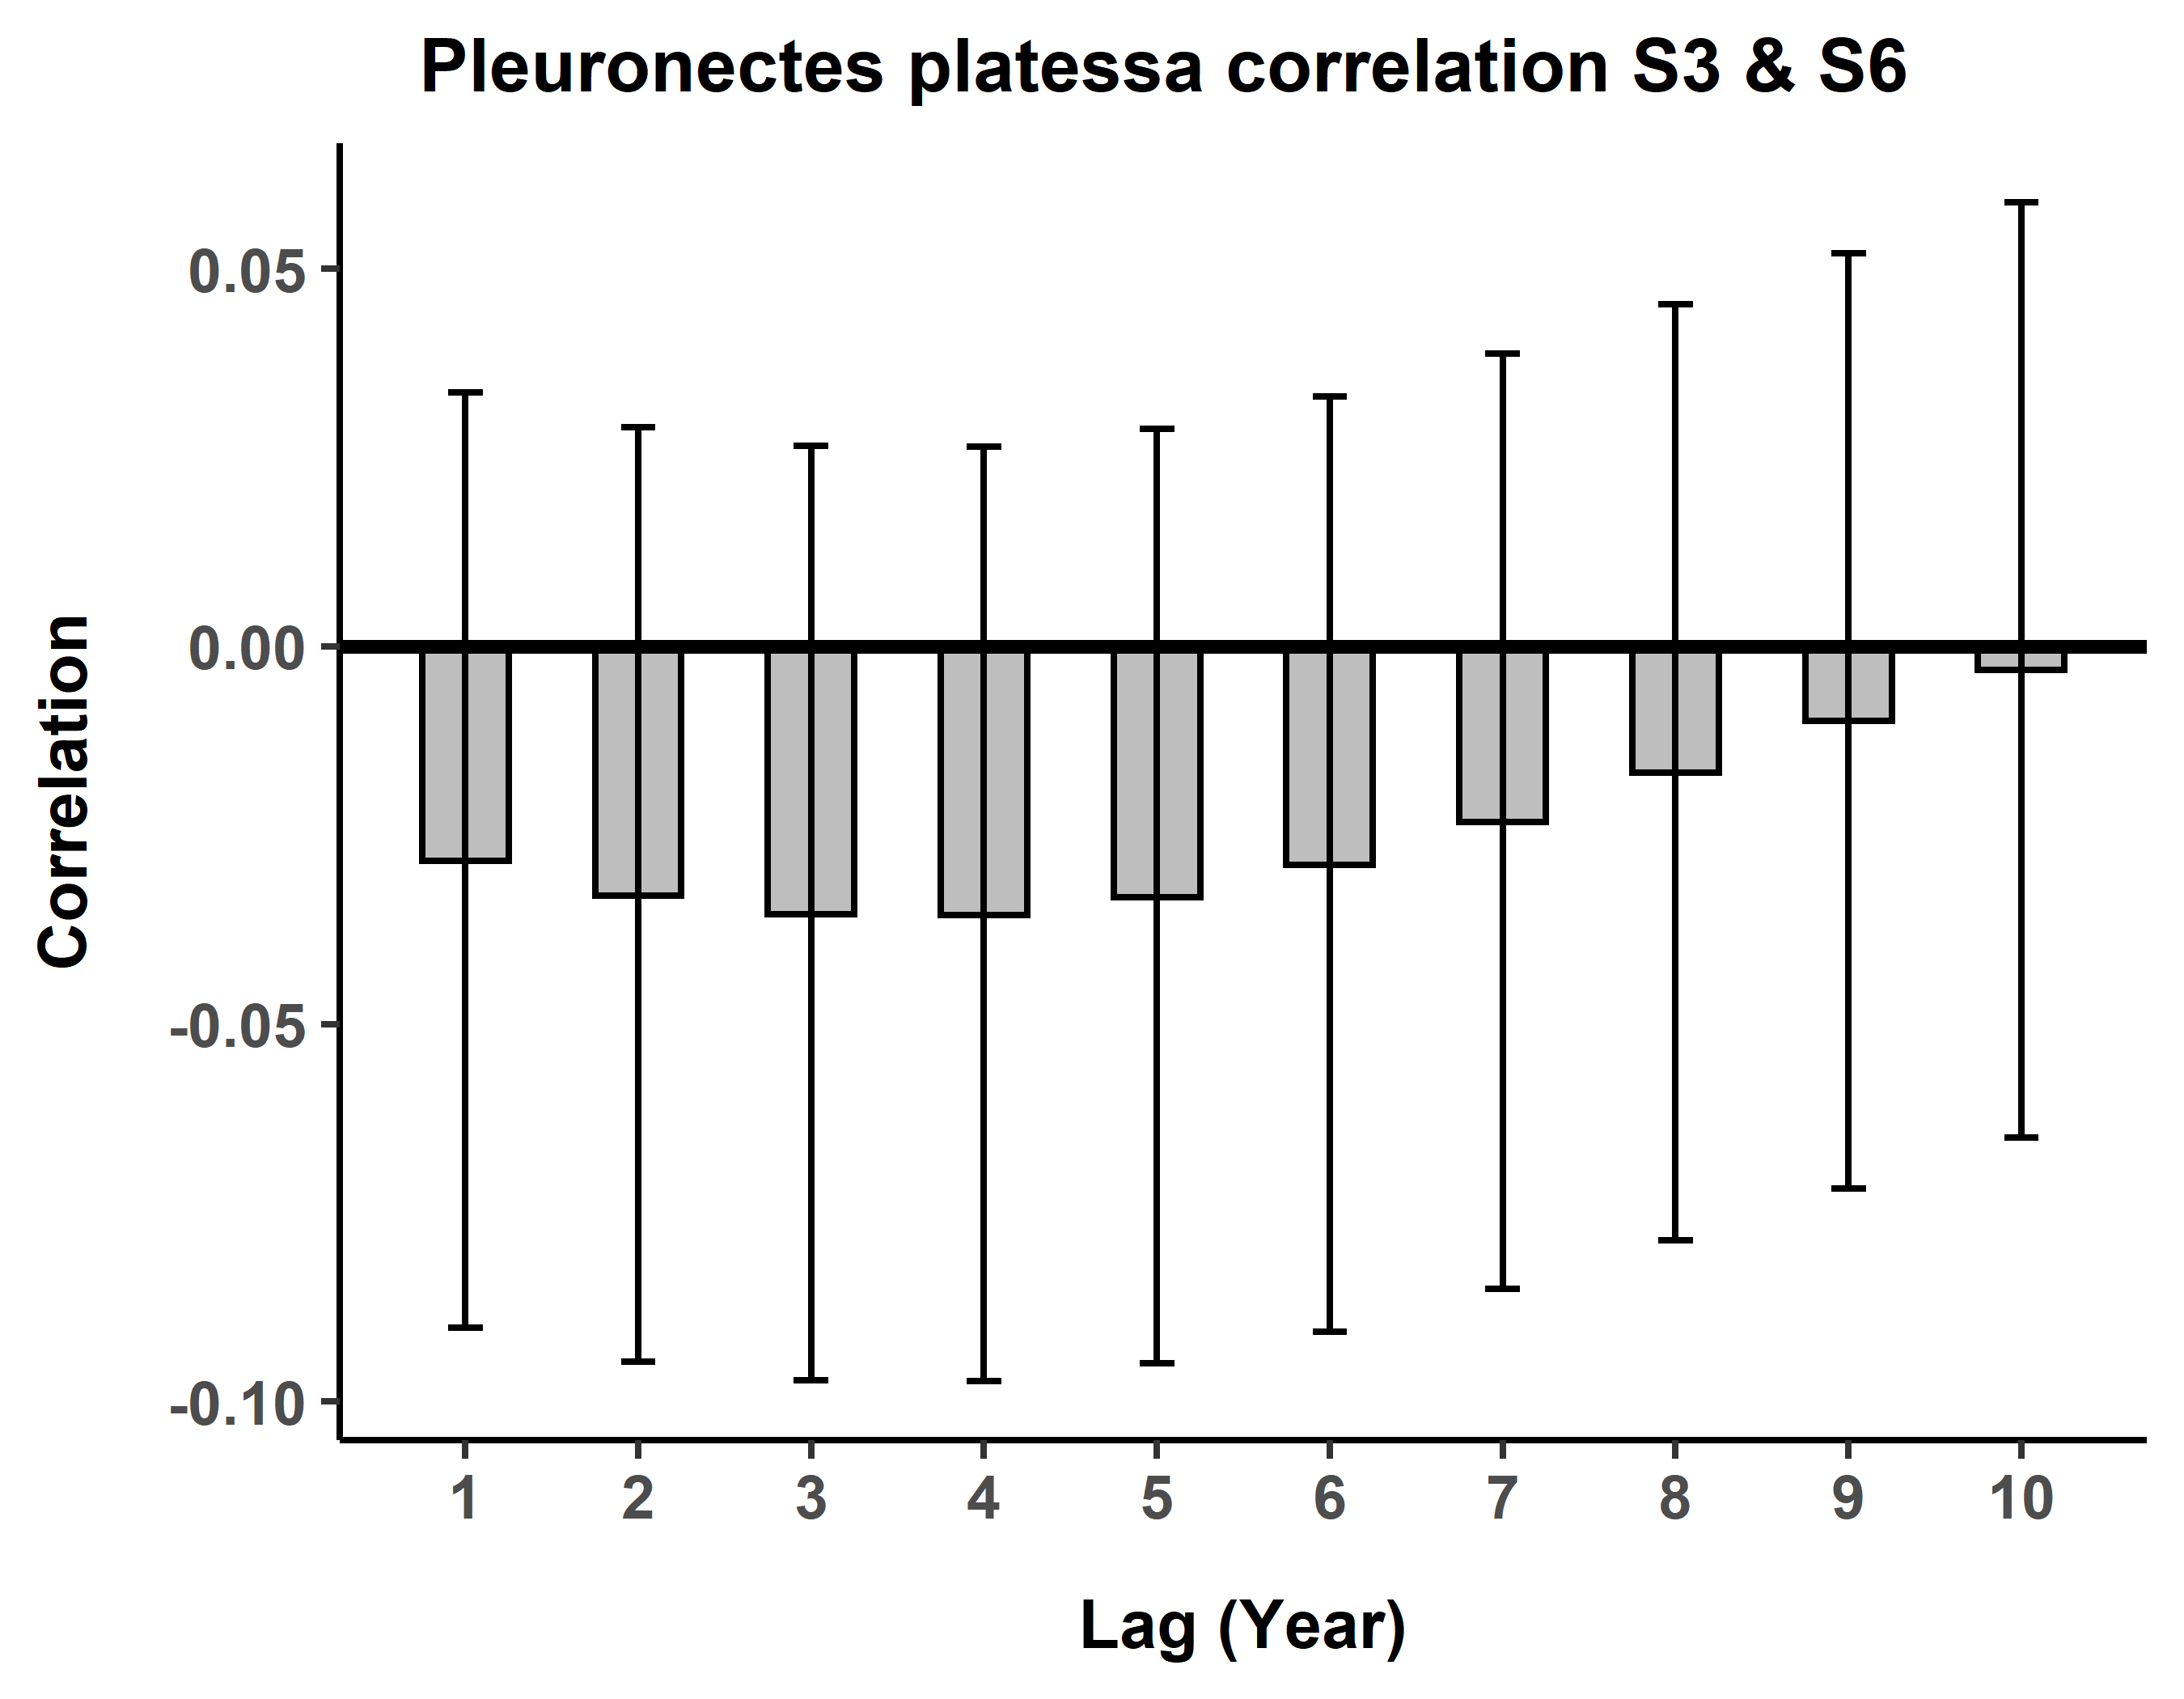 Pleuronectes platessa correlation S3 & S6
Correlation
0.05
0.00
-0.05
-0.10
1 2 3 4 5 6 7 8 9 10
Lag (Year)